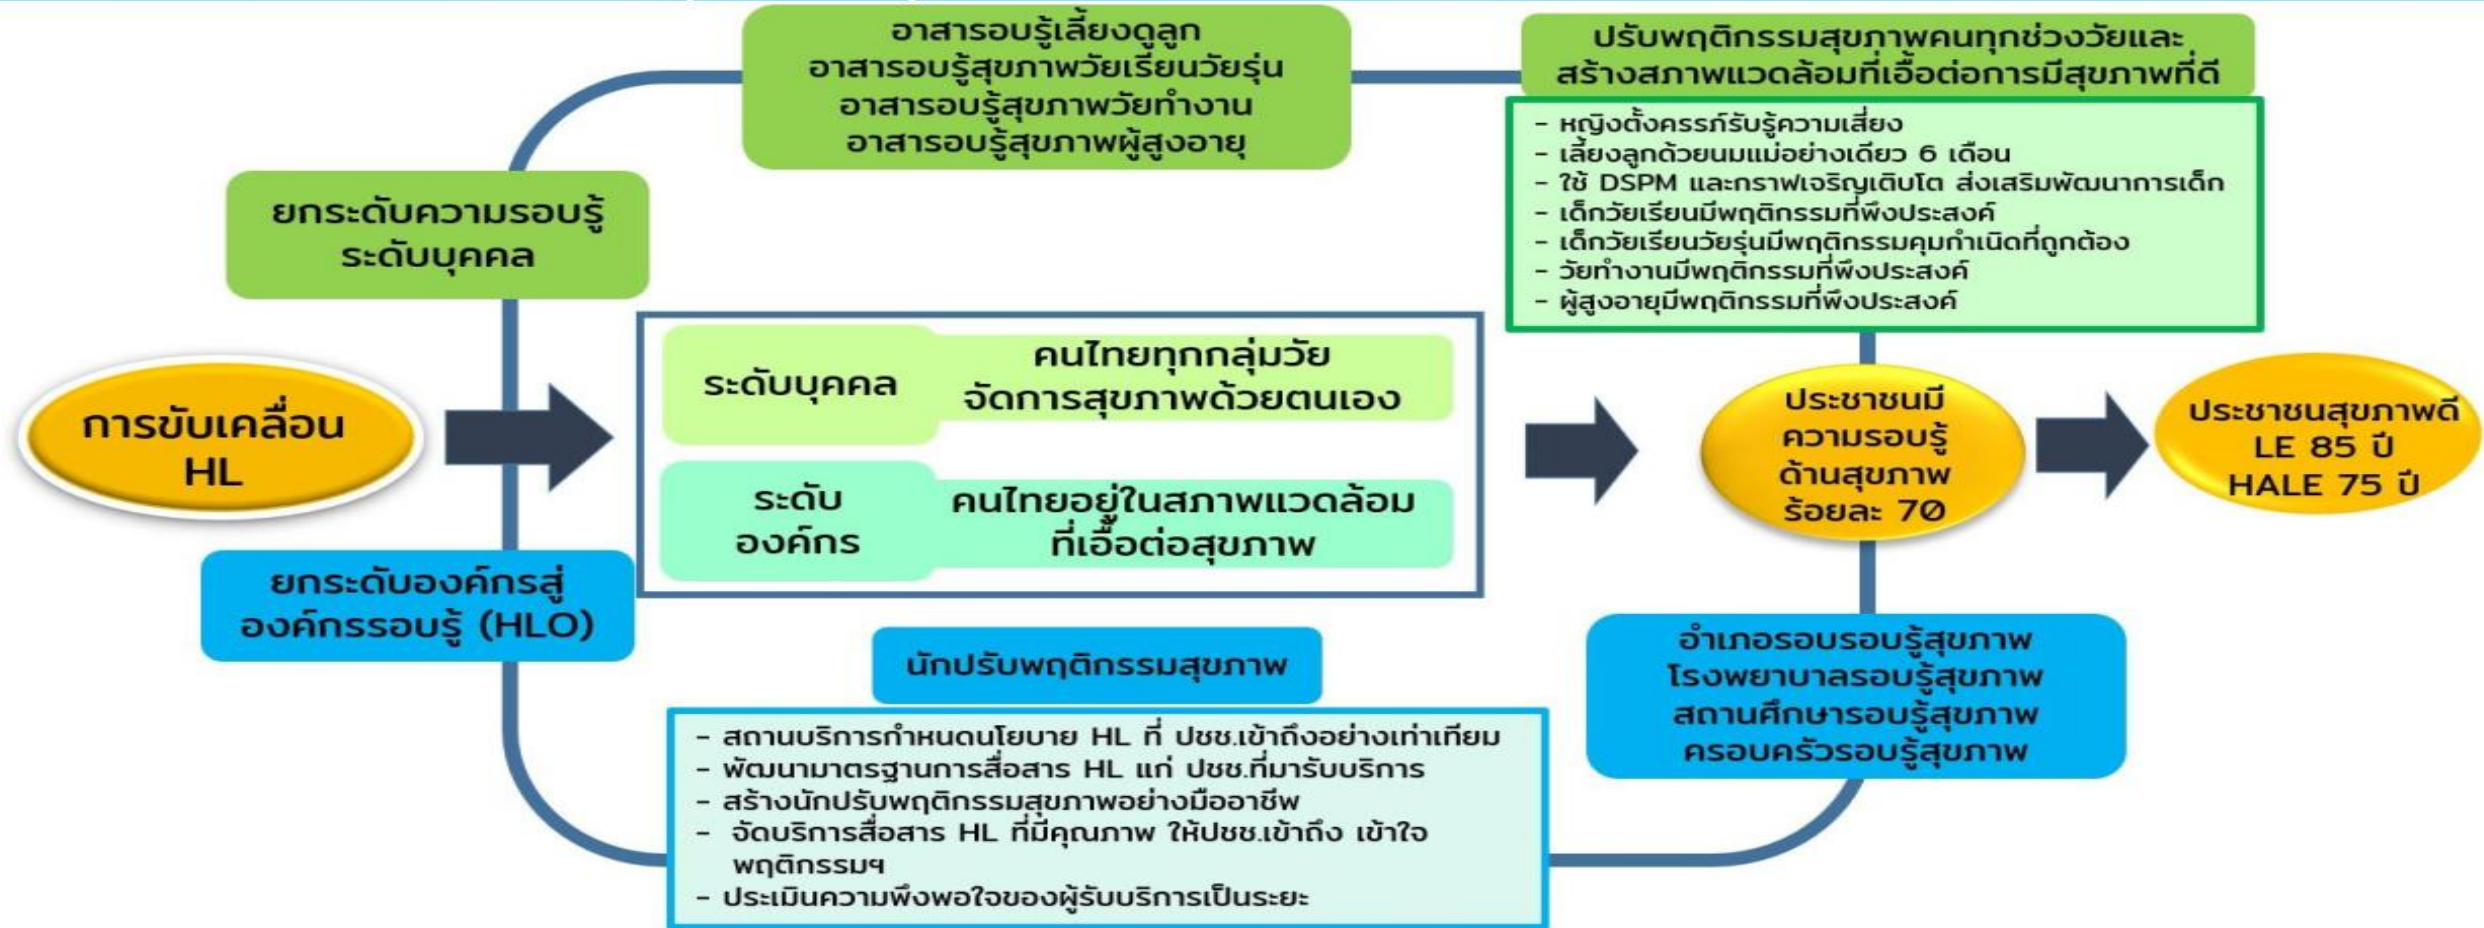 อาสารอบรู้เลี้ยงดูลูก
อาสารอบรู้สุขภาพวัยเรียนวัยรุ่น
อาสารอบรู้สุขภาพวัยทำงาน
อาสารอบรู้สุขภาพผู้สูงอายุ
ปรับพฤติกรรมสุขภาพคนทุกช่วงวัยและ
สร้างสภาพแวดล้อมที่เอื้อต่อการมีสุขภาพที่ดี
- หญิงตั้งครรภ์รับรู้ความเสี่ยง
- เลี้ยงลูกด้วยนมแม่อย่างเดียว 6 เดือน
- ใช้ DSPM และกราฟเจริญเติบโต ส่งเสริมพัฒนาการเด็ก
- เด็กวัยเรียนมีพฤติกรรมที่พึงประสงค์
- เด็กวัยเรียนวัยรุ่นมีพฤติกรรมคุมกำเนิดที่ถูกต้อง
- วัยทำงานมีพฤติกรรมที่พึงประสงค์
- ผู้สูงอายุมีพฤติกรรมที่พึงประสงค์
ยกระดับความรอบรู้
ระดับบุคคล
การขับเคลื่อน
HL
ระดับบุคคล
คนไทยทุกกลุ่มวัย
จัดการสุขภาพด้วยตนเอง
ระดับ
องค์กร
คนไทยอยู่ในสภาพแวดล้อม
ที่เอื้อต่อสุขภาพ
ประชาชนมี
ความรอบรู้
ด้านสุขภาพ
ร้อยละ 70
ประชาชนสุขภาพดี
LE 85 ปี
HALE 75 ปี
ยกระดับองค์กรสู่
องค์กรรอบรู้ (HLO)
นักปรับพฤติกรรมสุขภาพ
- สถานบริการกำหนดนโยบาย HL ที่ ปชช.เข้าถึงอย่างเท่าเทียม
- พัฒนามาตรฐานการสื่อสาร HL แก่ ปชช.ที่มารับบริการ
- สร้างนักปรับพฤติกรรมสุขภาพอย่างมืออาชีพ
- จัดบริการสื่อสาร HL ที่มีคุณภาพ ให้ปชช.เข้าถึง เข้าใจ
พฤติกรรมฯ
- ประเมินความพึงพอใจของผู้รับบริการเป็นระยะ
อำเภอรอบรอบรู้สุขภาพ
โรงพยาบาลรอบรู้สุขภาพ
สถานศึกษารอบรู้สุขภาพ
ครอบครัวรอบรู้สุขภาพ